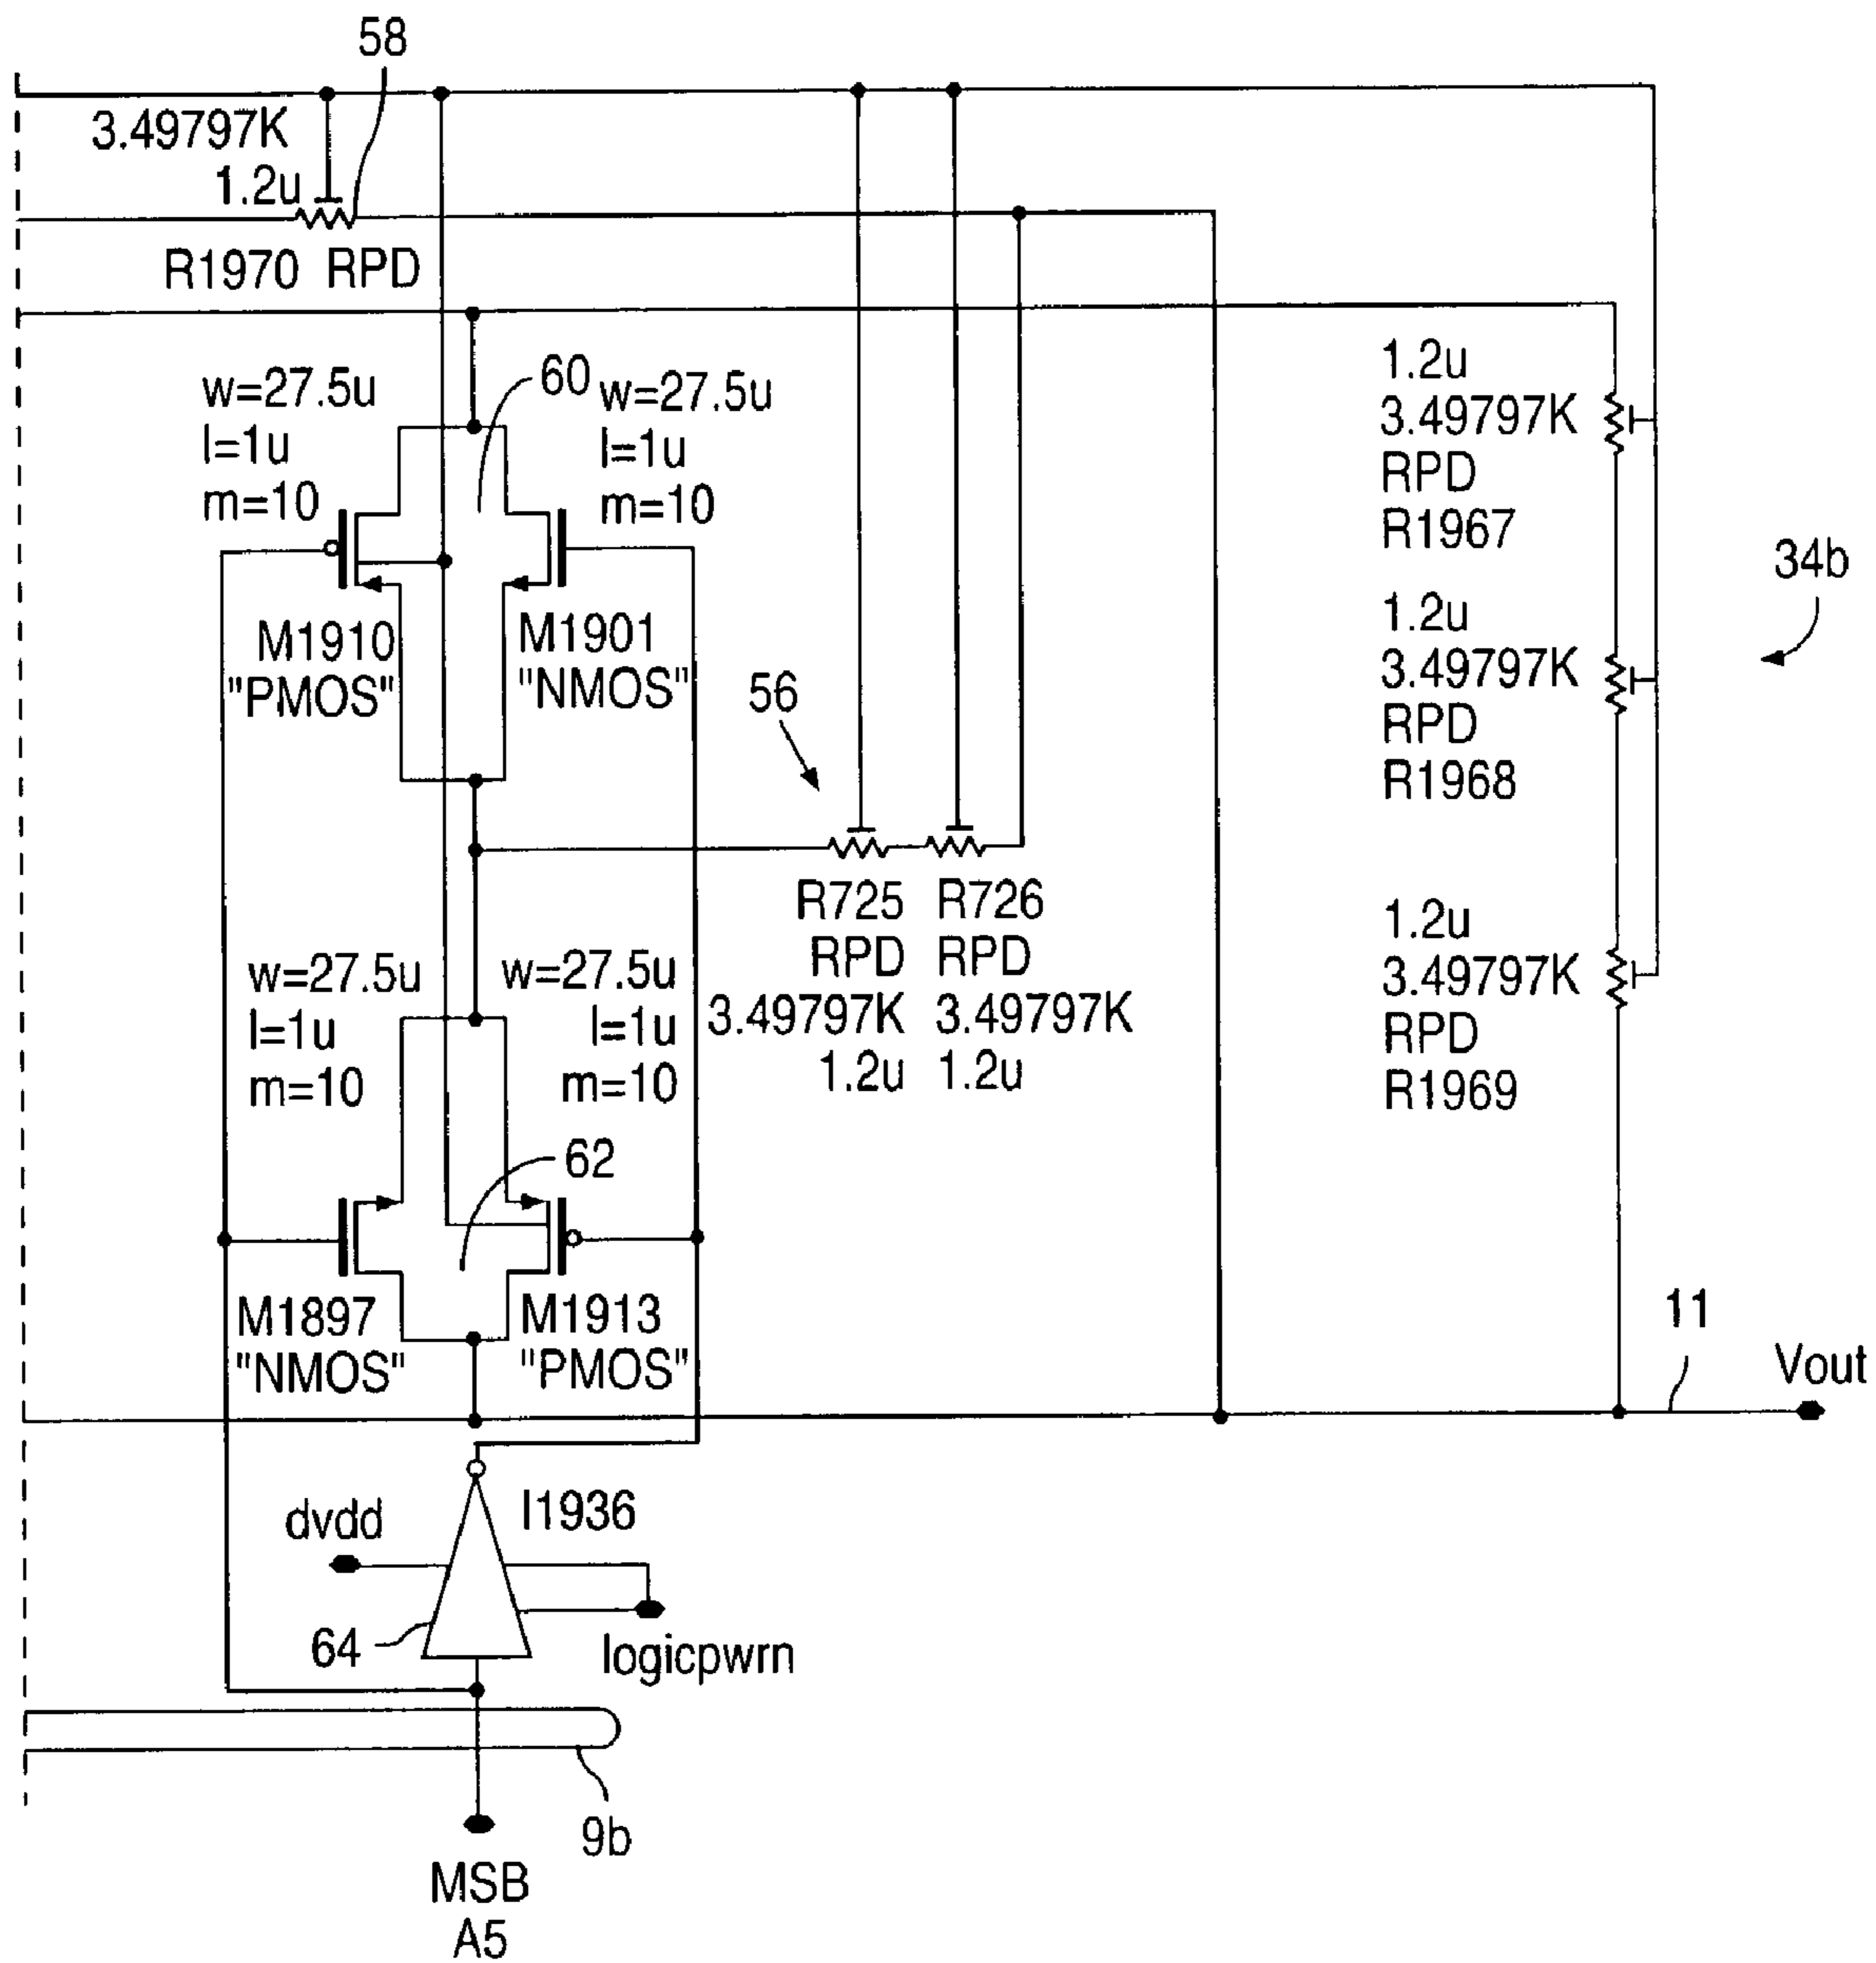 58
3.49797K
1.2u
R1970 RPD
w=27.5u
l=1u
m=10
60
w=27.5u
l=1u
m=10
M1910
"PMOS"
M1901
"NMOS"
56
1.2u
3.49797K
RPD
R1967
34b
1.2u
3.49797K
RPD
R1968
R725
RPD
3.49797K
1.2u
R726
RPD
3.49797K
1.2u
1.2u
3.49797K
RPD
R1969
w=27.5u
l=1u
m=10
w=27.5u
l=1u
m=10
62
M1897
"NMOS"
M1913
"PMOS"
11
Vout
dvdd
I1936
64
logicpwrn
9b
MSB
A5